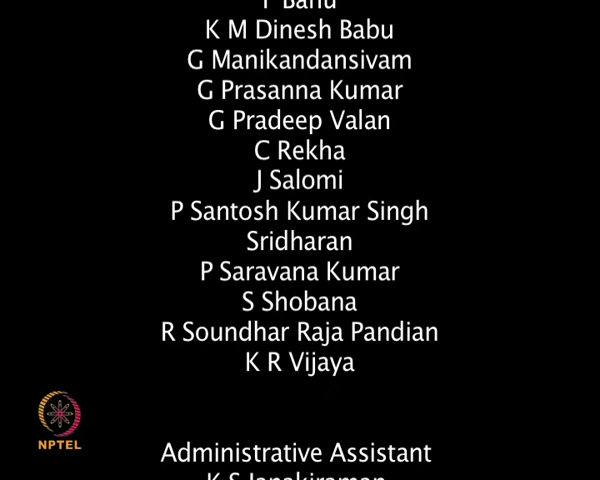 K M Dinesh Babu
G Manikandansivam
G Prasanna Kumar
G Pradeep Valan
C Rekha
J Salomi
P Santosh Kumar Singh
Sridharan
P Saravana Kumar
S Shobana
R Soundhar Raja Pandian
K R Vijaya
NPTEL
Administrative Assistant
K S Janakiraman